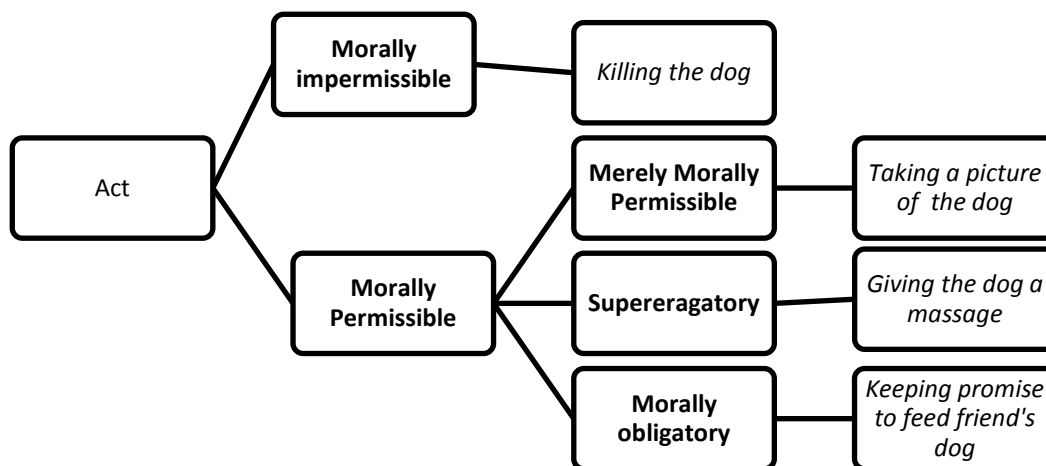 Morally
impermissible
Killing the dog
Act
Merely Morally
Permissible
Taking a picture
of the dog
Morally
Permissible
Supereragatory
Giving the dog a
massage
Morally
obligatory
Keeping promise
to feed friend's
dog